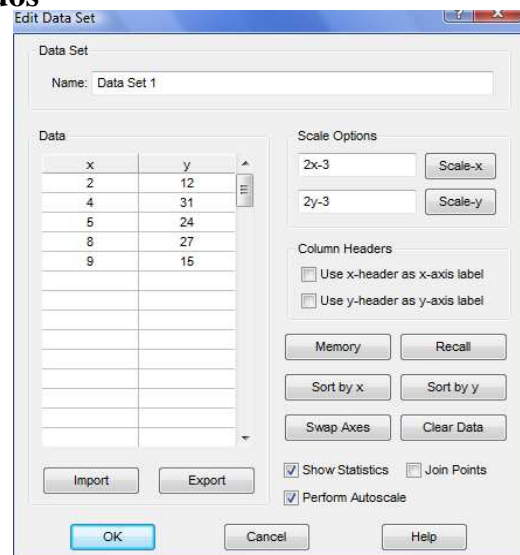 Edit Data Set
Data Set
Name: Data Set 1
Data
x y
2 12
4 31
5 24
8 27
9 15
Import Export
Scale Options
2x-3 Scale-x
2y-3 Scale-y
Column Headers
Use x-header as x-axis label
Use y-header as y-axis label
Memory Recall
Sort by x Sort by y
Swap Axes Clear Data
Show Statistics Join Points
Perform Autoscale
OK Cancel Help